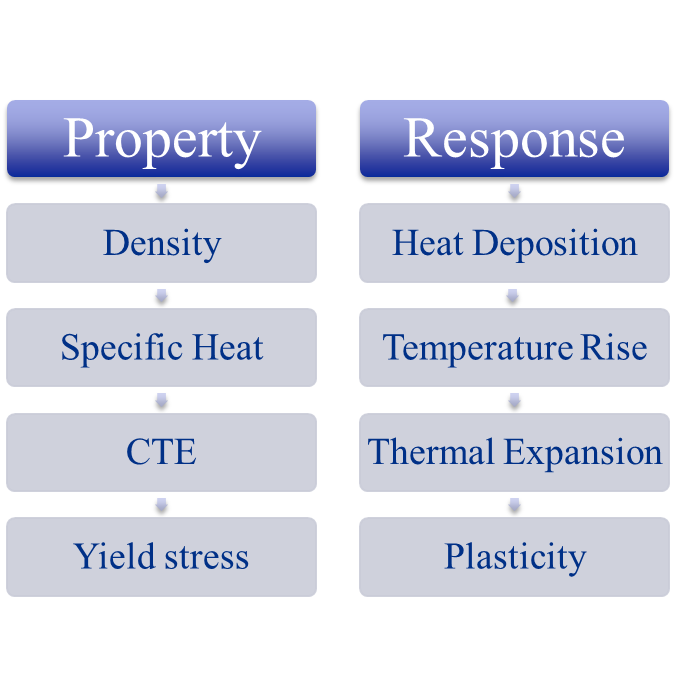 Property
Response
Density
Heat Deposition
Specific Heat
Temperature Rise
CTE
Thermal Expansion
Yield stress
Plasticity